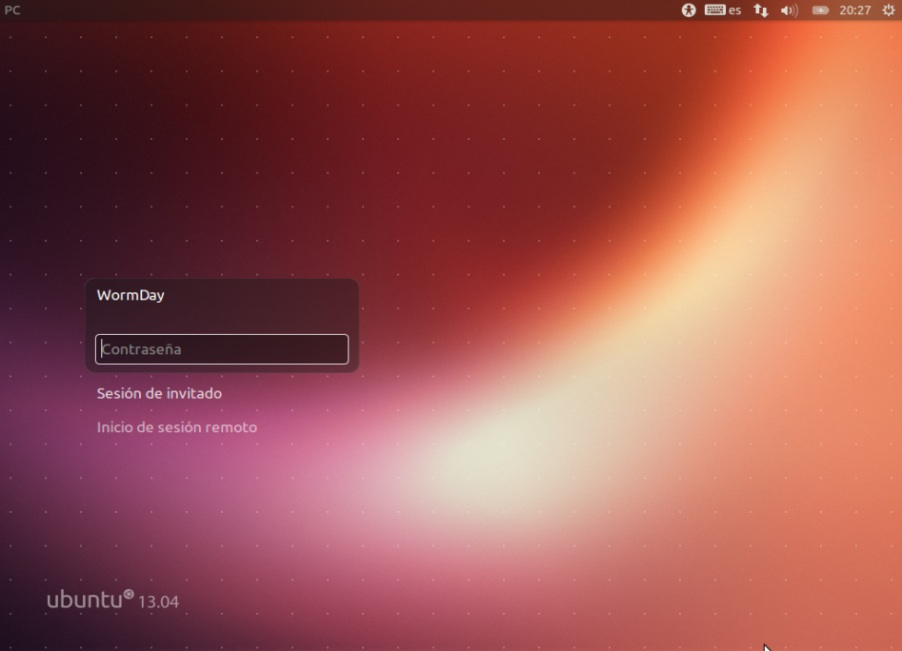 PC
es
20:27
WormDay
Contraseña
Sesión de invitado
Inicio de sesión remoto
ubuntu 13.04